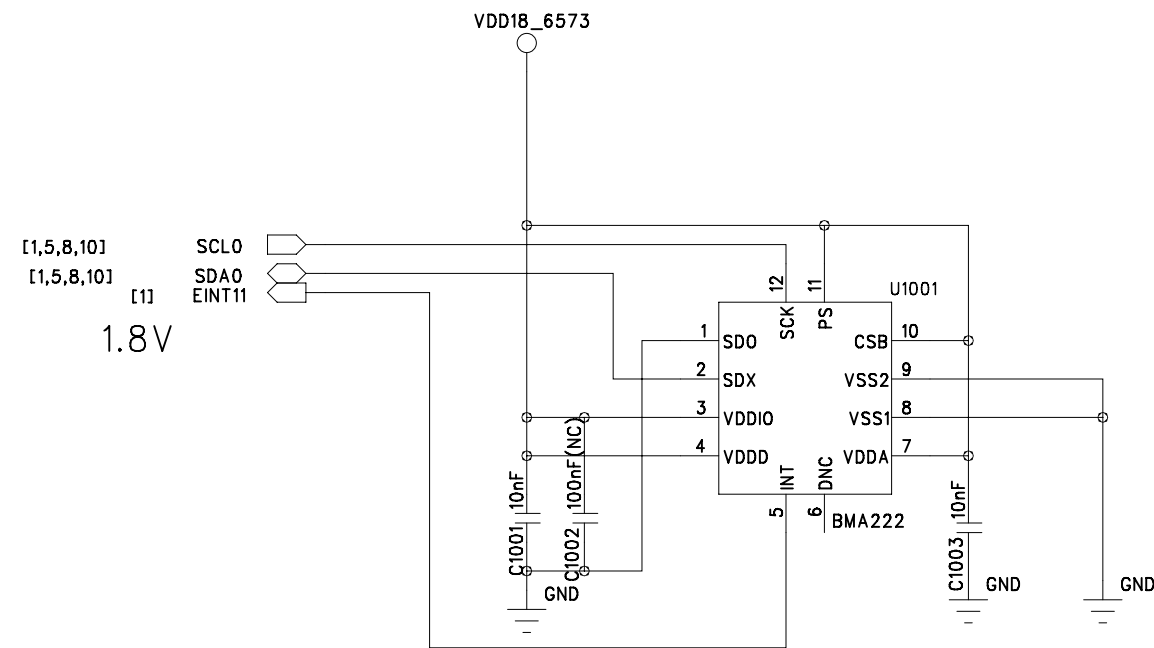 VDD18_6573
[1,5,8,10] SCL0
[1,5,8,10] SDA0
[1] EINT11
1.8V
U1001
12 11
SCK PS
1 SDO
CSB 10
2 SDX
VSS2 9
3 VDDIO
VSS1 8
4 VDDD
VDDA 7
INT DNC
5 6
BMA222
C1001 10nF
C1002 100nF(NC)
C1003 10nF
GND
GND
GND